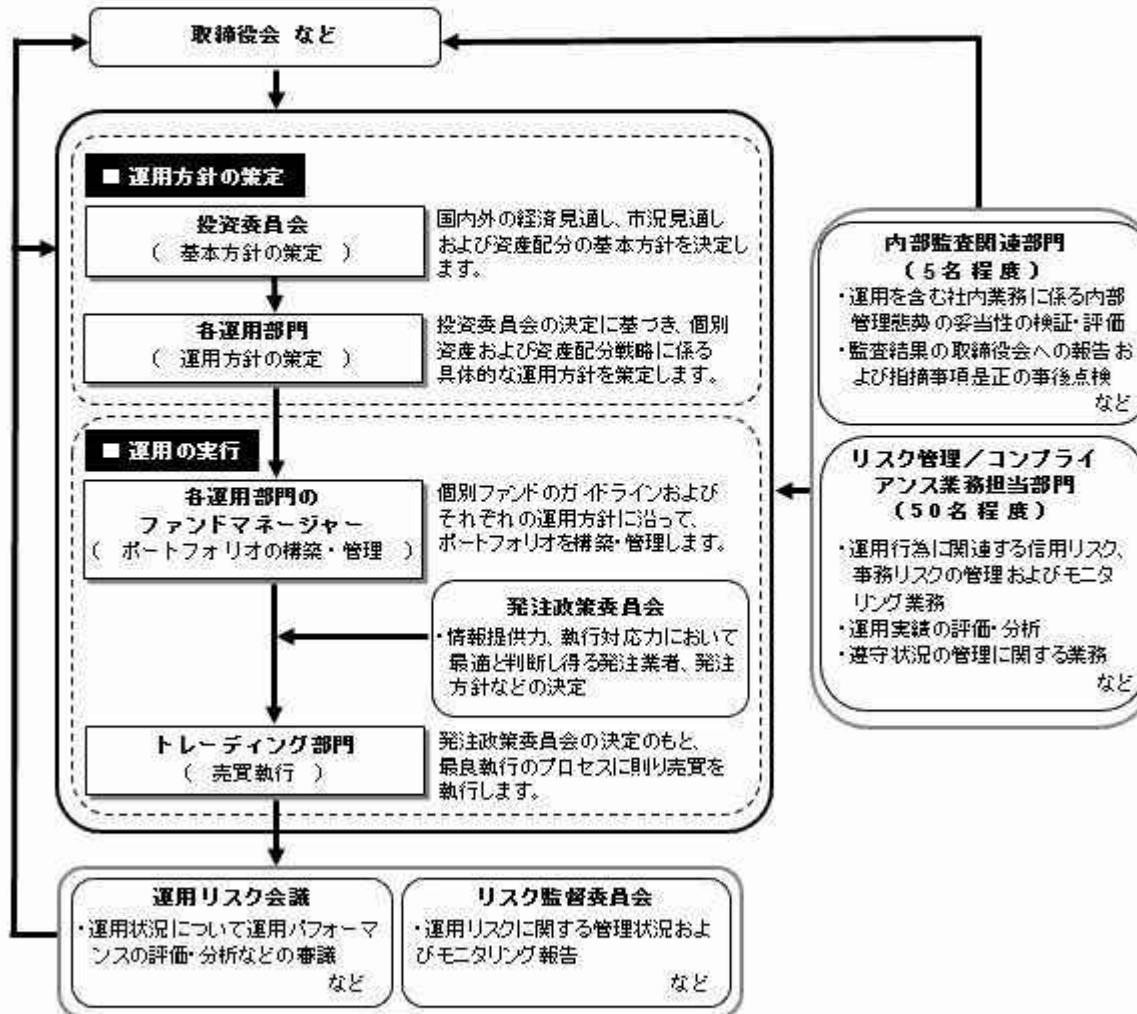 取締役会 など
■ 運用方針の策定
投資委員会
( 基本方針の策定 )
国内外の経済見通し、市況見通し
および資産配分の基本方針を決定し
ます。
各運用部門
( 運用方針の策定 )
投資委員会の決定に基づき、個別
資産および資産配分戦略に係る
具体的な運用方針を策定します。
■ 運用の実行
各運用部門の
ファンドマネージャー
( ポートフォリオの構築・管理 )
個別ファンドのガイドラインおよび
それぞれの運用方針に沿って、
ポートフォリオを構築・管理します。
発注政策委員会
・情報提供力、執行対応力において
最適と判断し得る発注業者、発注
方針などの決定
トレーディング部門
( 売買執行 )
発注政策委員会の決定のもと、
最良執行のプロセスに則り売買を
執行します。
内部監査関連部門
(5名程度)
・運用を含む社内業務に係る内部
管理態勢の妥当性の検証・評価
・監査結果の取締役会への報告お
よび指摘事項是正の事後点検
など
リスク管理/コンプライ
アンス業務担当部門
(50名程度)
・運用行為に関連する信用リスク、
事務リスクの管理およびモニタ
リング業務
・運用実績の評価・分析
・遵守状況の管理に関する業務
など
運用リスク会議
・運用状況について運用パフォーマ
ンスの評価・分析などの審議
など
リスク監督委員会
・運用リスクに関する管理状況およ
びモニタリング報告
など